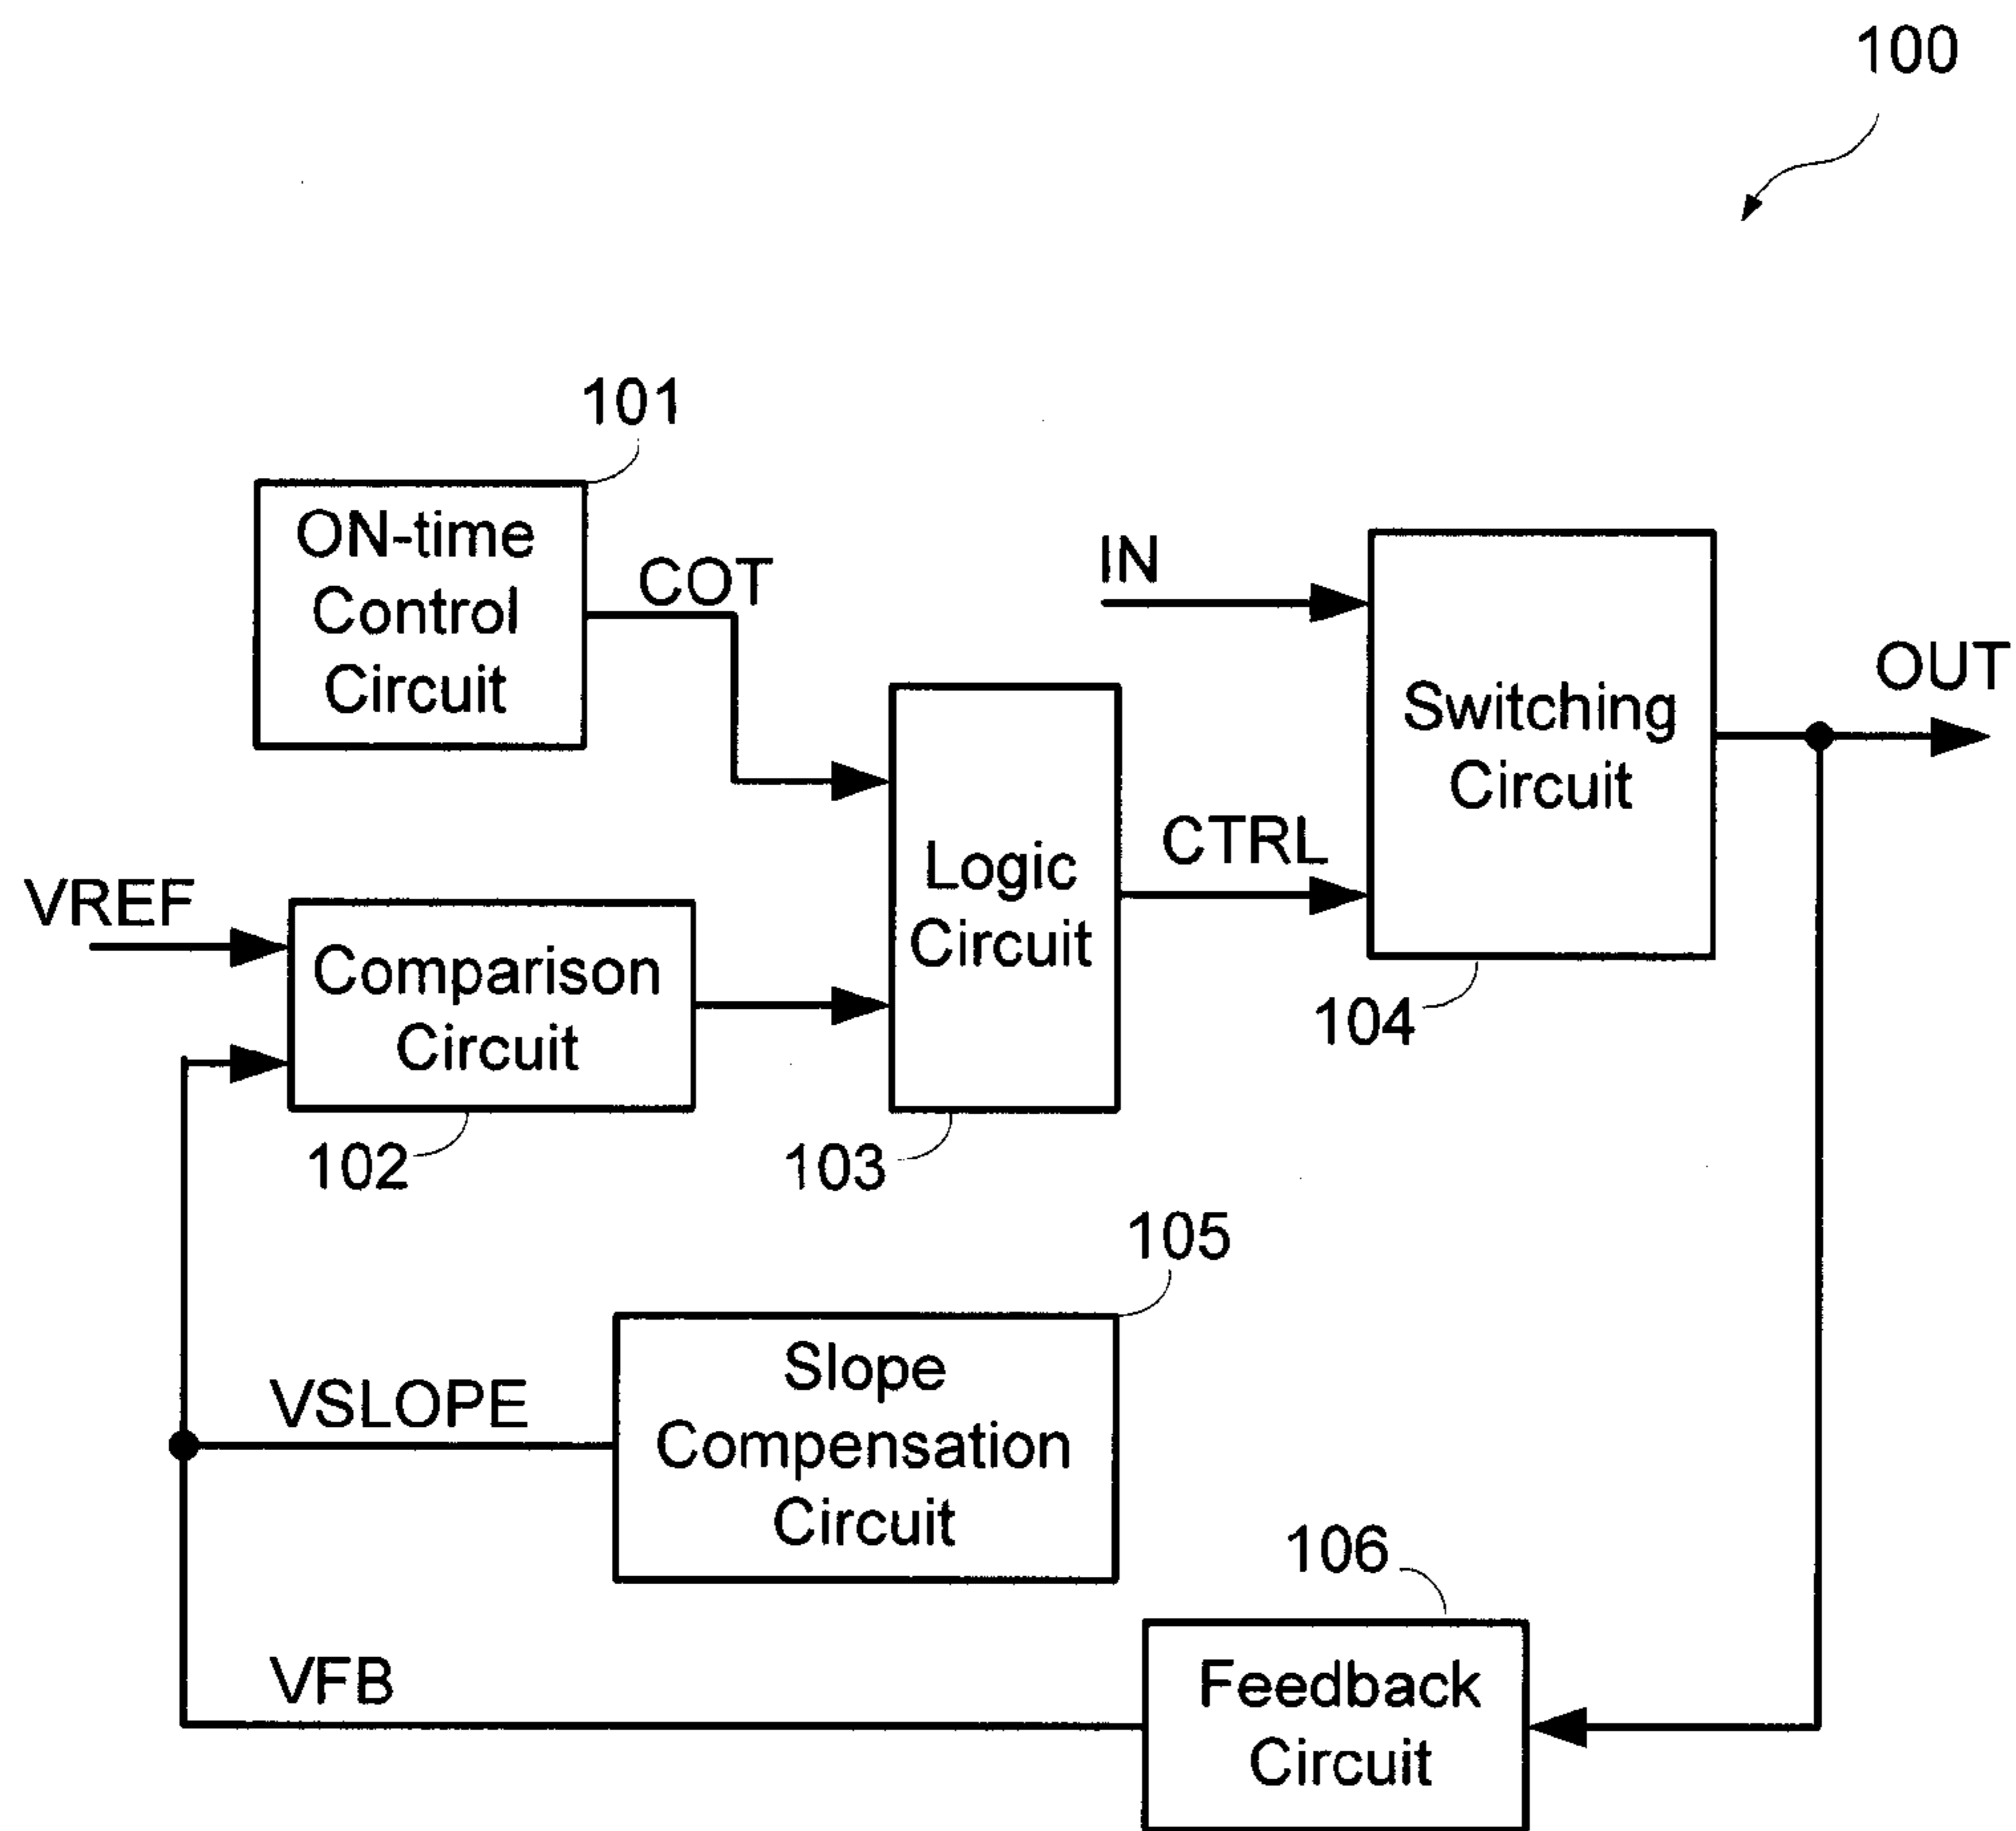 100
101
ON-time
Control
Circuit
COT
IN
Switching
Circuit
OUT
104
Logic
Circuit
CTRL
103
VREF
Comparison
Circuit
102
105
Slope
Compensation
Circuit
VSLOPE
106
Feedback
Circuit
VFB